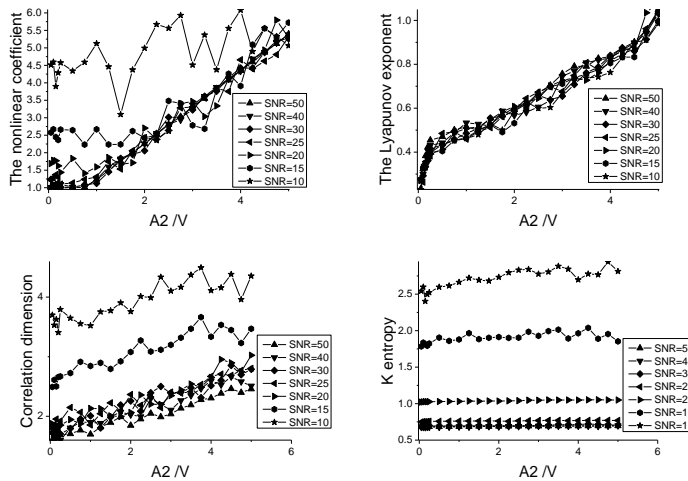 The nonlinear coefficient
6.0
5.5
5.0
4.5
4.0
3.5
3.0
2.5
2.0
1.5
1.0
0
2
4
A2 /V
SNR=50
SNR=40
SNR=30
SNR=25
SNR=20
SNR=15
SNR=10
The Lyapunov exponent
1.0
0.8
0.6
0.4
0
2
4
A2 /V
SNR=50
SNR=40
SNR=30
SNR=25
SNR=20
SNR=15
SNR=10
Correlation dimension
4
2
0
2
4
6
A2 /V
SNR=50
SNR=40
SNR=30
SNR=25
SNR=20
SNR=15
SNR=10
K entropy
2.5
2.0
1.5
1.0
0.5
0
2
4
6
A2 /V
SNR=5
SNR=4
SNR=3
SNR=2
SNR=2
SNR=1
SNR=1